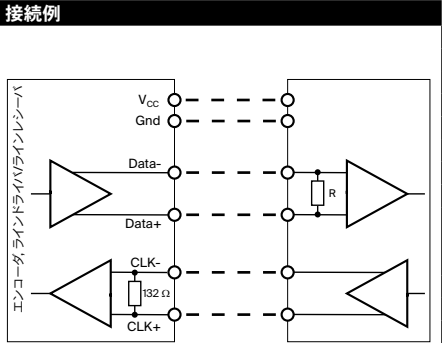 接続例
エンコーダ, ラインドライバ/ラインレシーバ
VCC
Gnd
Data-
R
Data+
CLK-
132 Ω
CLK+